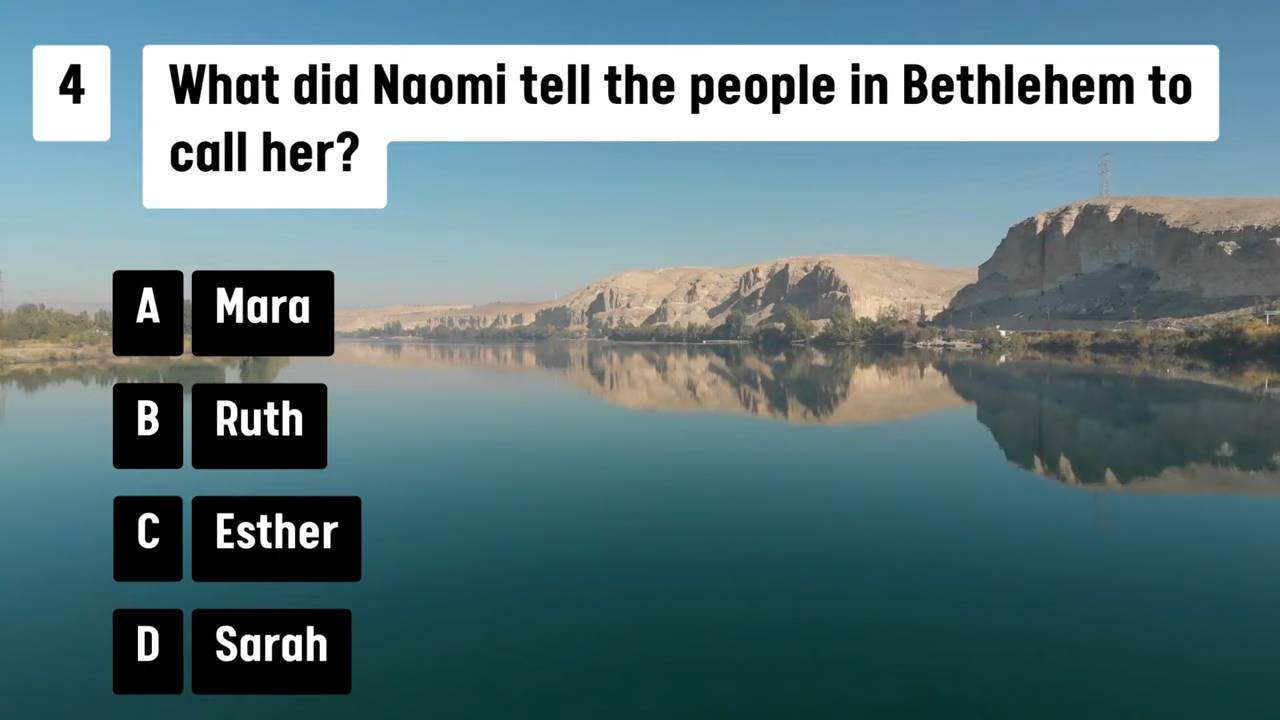 4
What did Naomi tell the people in Bethlehem to
call her?
A Mara
B Ruth
C Esther
D Sarah